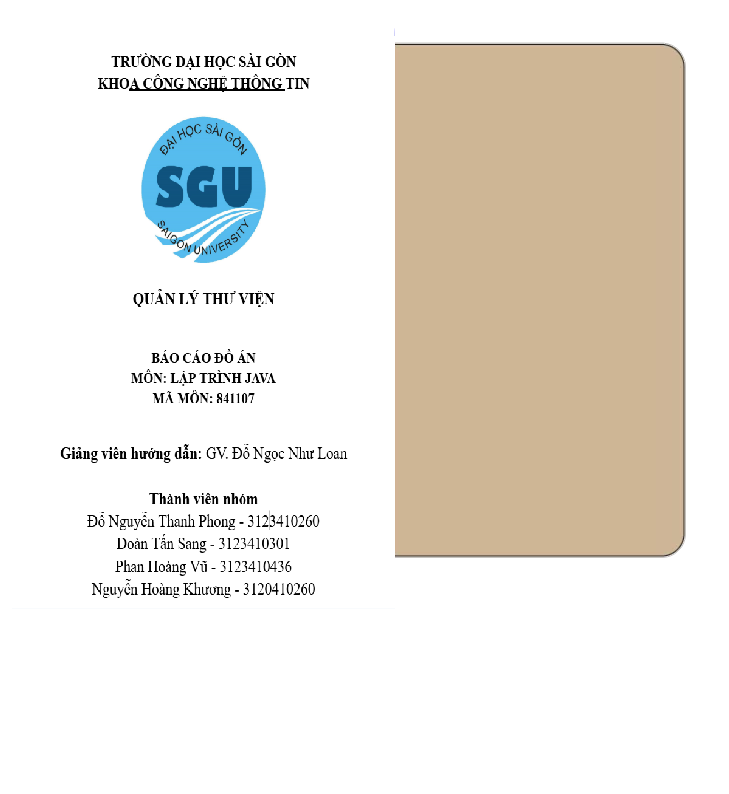 TRƯỜNG DẠI HỌC SÀI GÒN
KHOA CÔNG NGHỆ THÔNG TIN
ĐẠI HỌC SÀI GÒN
SGU
SAIGON UNIVERSITY
QUẢN LÝ THƯ VIỆN
BÁO CÁO ĐỒ ÁN
MÔN: LẬP TRÌNH JAVA
MÃ MÔN: 841107
Giảng viên hướng dẫn: GV. Đỗ Ngọc Như Loan
Thành viên nhóm
Đỗ Nguyễn Thanh Phong - 3123410260
Doàn Tấn Sang - 3123410301
Phan Hoàng Vũ - 3123410436
Nguyễn Hoàng Khương - 3120410260